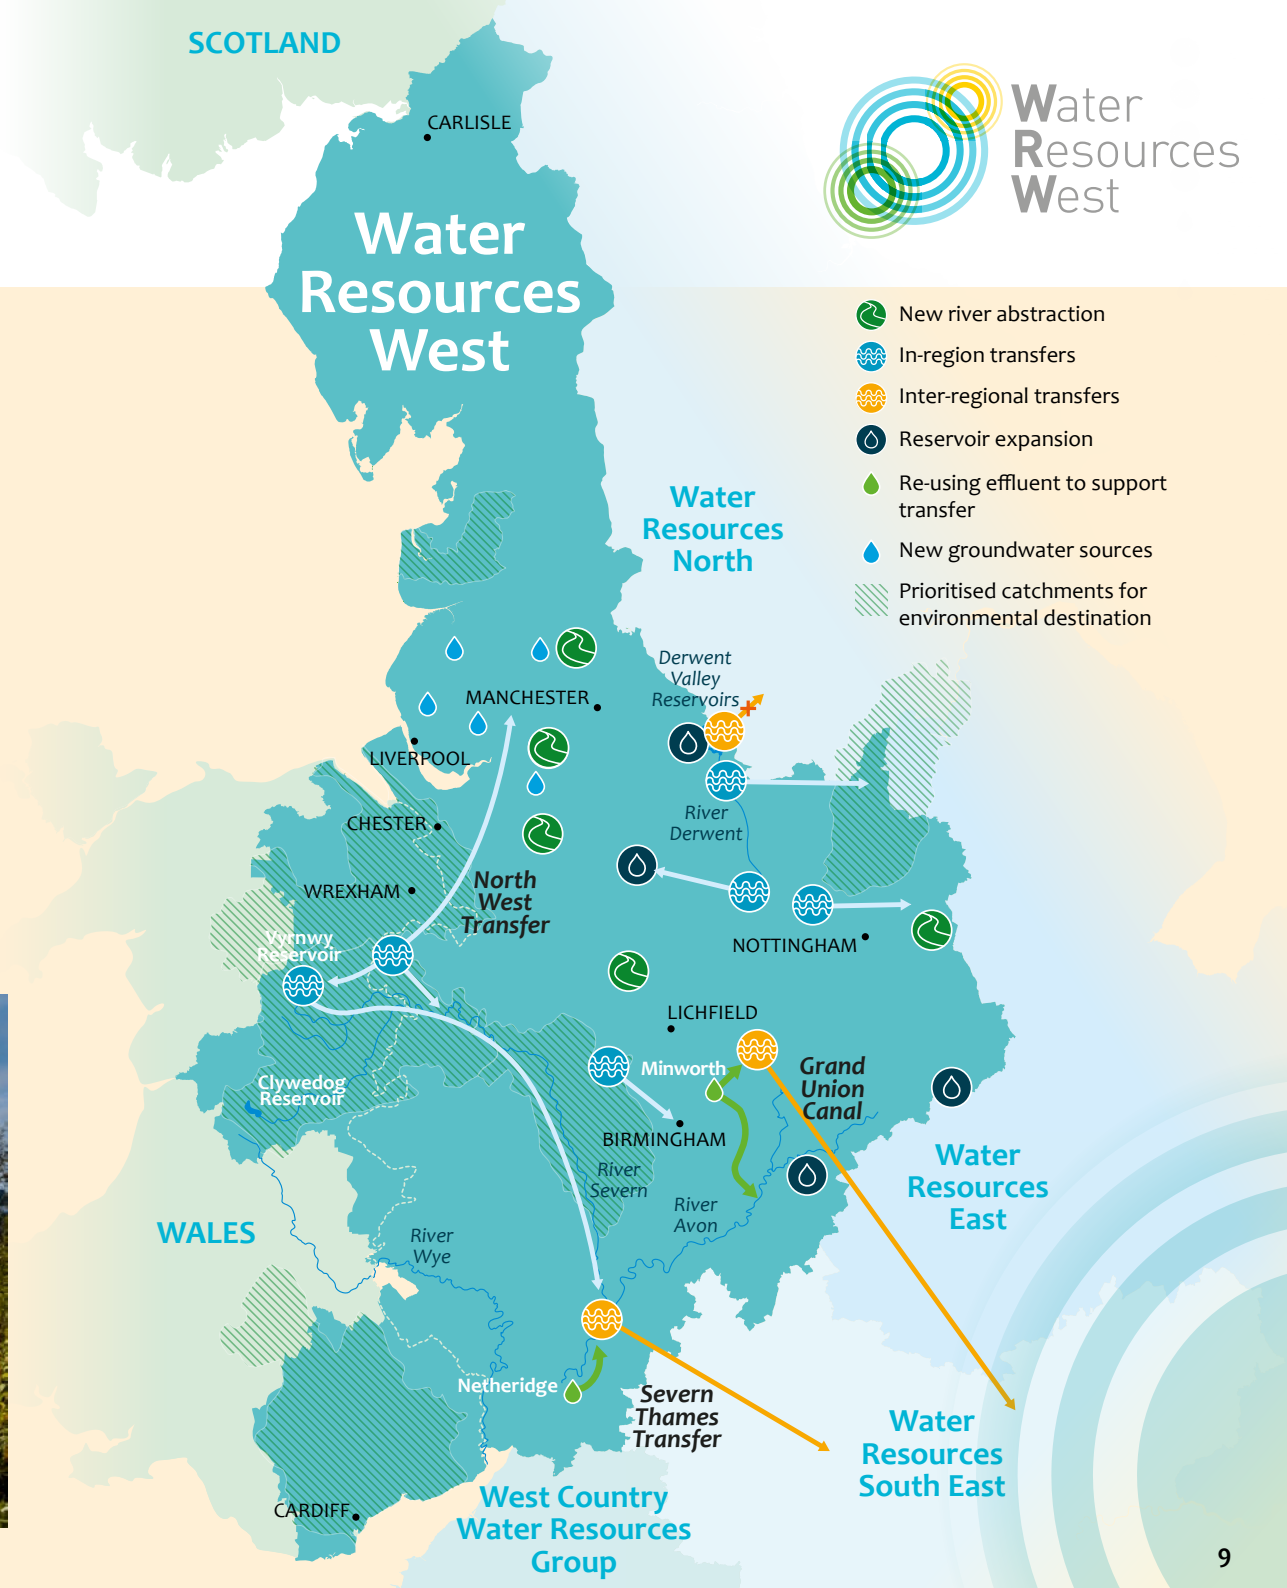 SCOTLAND
CARLISLE
Water
Resources
West
Water
Resources
West
New river abstraction
In-region transfers
Inter-regional transfers
Reservoir expansion
Re-using effluent to support
transfer
New groundwater sources
Prioritised catchments for
environmental destination
Water
Resources
North
Derwent
Valley
Reservoirs
MANCHESTER
LIVERPOOL
CHESTER
River
Derwent
WREXHAM
North
West
Transfer
Vyrnwy
Reservoir
NOTTINGHAM
LICHFIELD
Minworth
Grand
Union
Canal
Clywedog
Reservoir
BIRMINGHAM
River
Severn
Water
Resources
East
River
Avon
WALES
River
Wye
Netheridge
Severn
Thames
Transfer
Water
Resources
South East
West Country
Water Resources
Group
CARDIFF
9